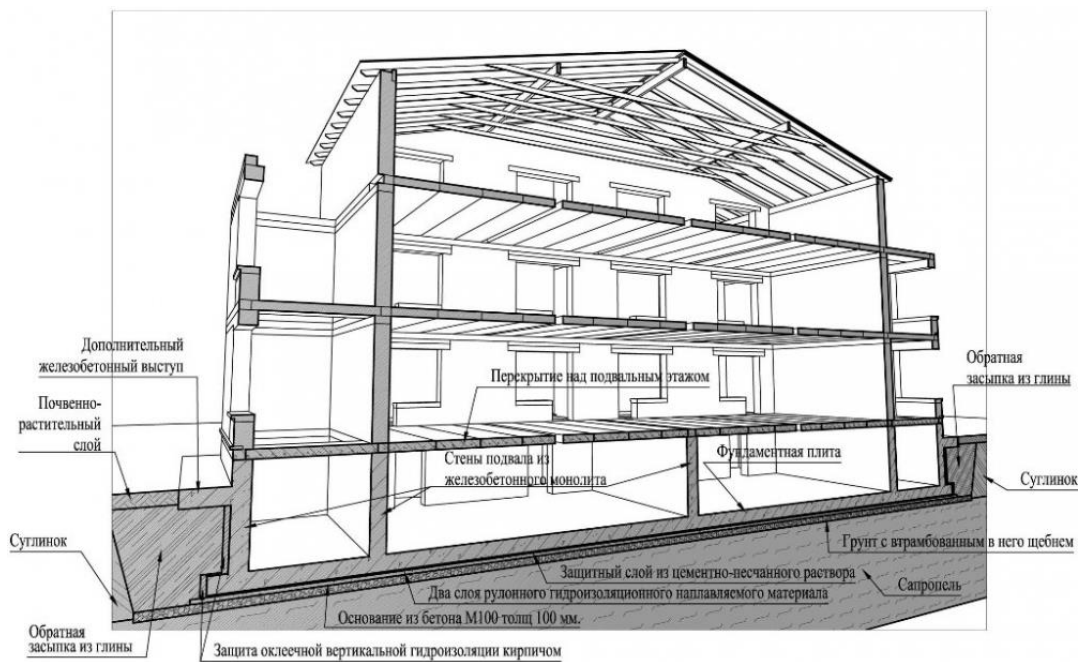 Дополнительный
железобетонный выступ
Почвенно-
растительный
слой
Суглинок
Обратная
засыпка из глины
Перекрытие над подвальным этажом
Стены подвала из
железобетонного монолита
Фундаментная плита
Обратная
засыпка из глины
Суглинок
Грунт с втрамбованным в него щебнем
Сапропель
Защитный слой из цементно-песчанного раствора
Два слоя рулонного гидроизоляционного наплавляемого материала
Основание из бетона М100 толщ 100 мм.
Защита оклеечной вертикальной гидроизоляции кирпичом